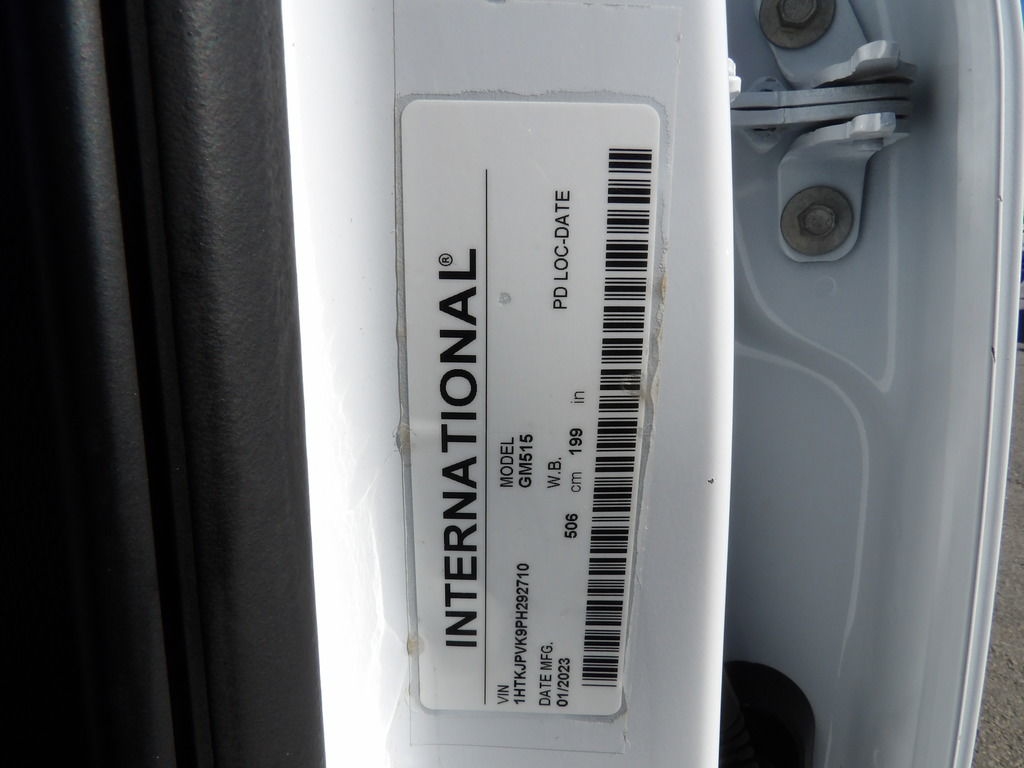 INTERNATIONAL®
VIN
1HTKJPVK9PH292710
MODEL
GM515
DATE MFG.
01/2023
W.B.
506 cm 199 in
PD LOC-DATE